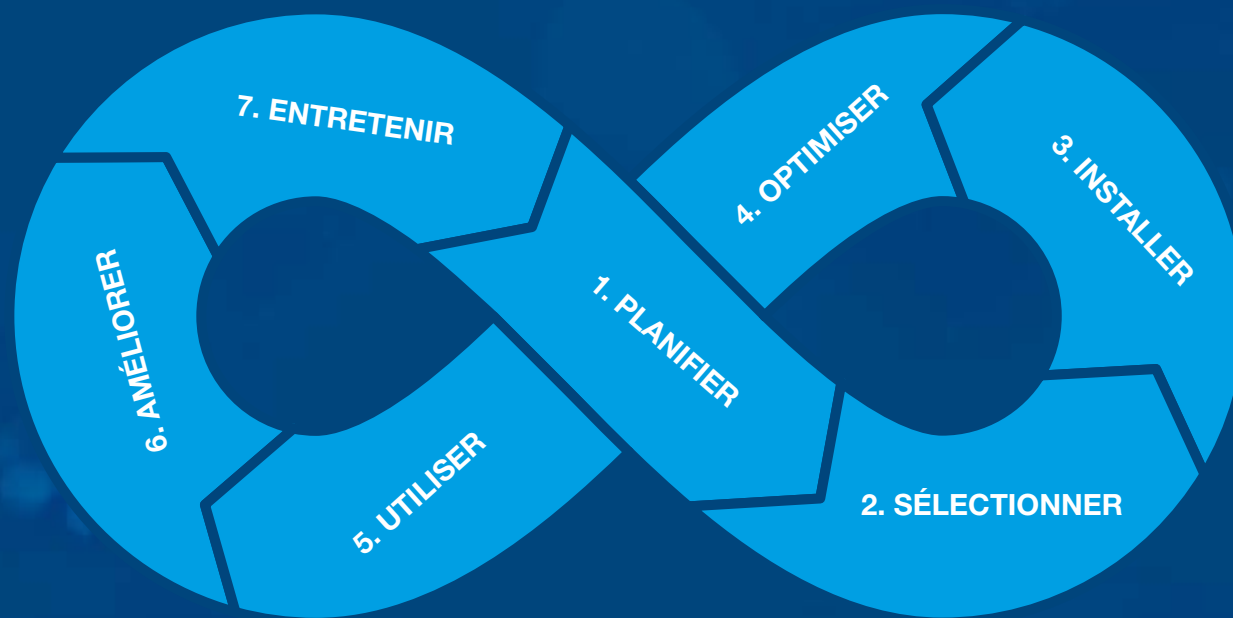 1. PLANIFIER
2. SÉLECTIONNER
3. INSTALLER
4. OPTIMISER
5. UTILISER
6. AMÉLIORER
7. ENTRETENIR